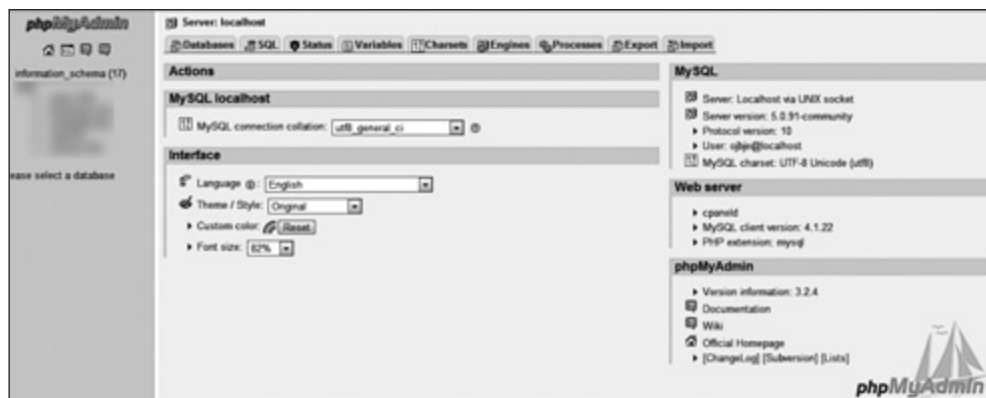 phpMyAdmin
information_schema (17)
ease select a database
Server: localhost
Databases SQL Status Variables Charsets Engines Processes Export Import
Actions
MySQL localhost
MySQL connection collation: utf8_general_ci
Interface
Language: English
Theme / Style: Original
Custom color: Reset
Font size: 82%
MySQL
Server: Localhost via UNIX socket
Server version: 5.0.91-community
Protocol version: 10
User: @localhost
MySQL charset: UTF-8 Unicode (utf8)
Web server
cpaneld
MySQL client version: 4.1.22
PHP extension: mysql
phpMyAdmin
Version information: 3.2.4
Documentation
Wiki
Official Homepage
[ChangeLog] [Subversion] [Lists]
phpMyAdmin